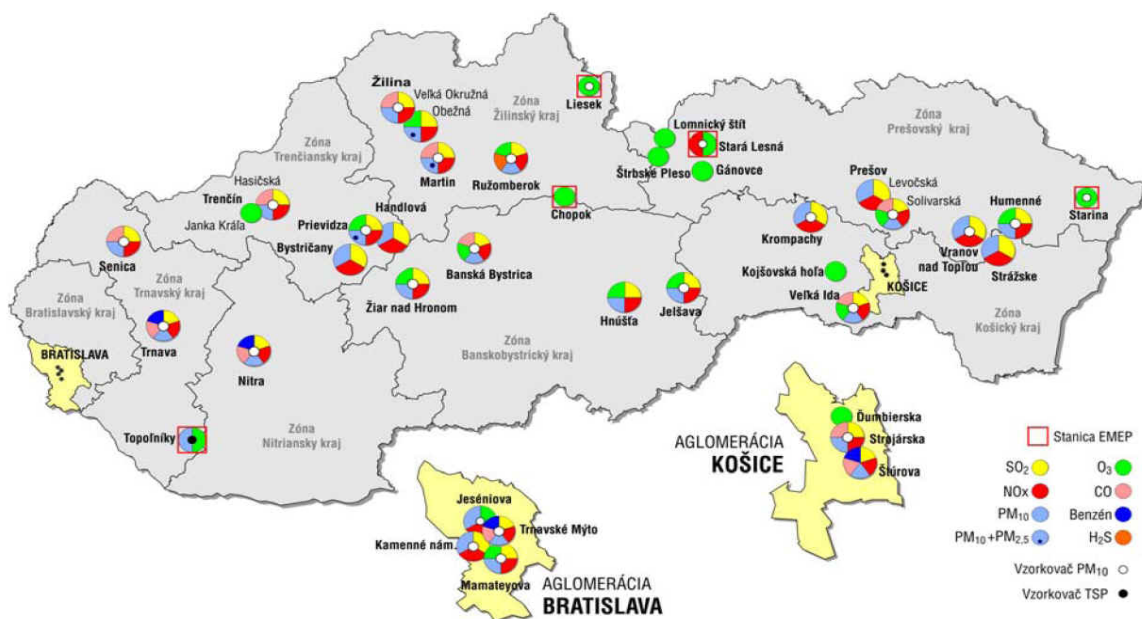 Žilina
Veľká Okružná
Obežná
Zóna
Žilinský kraj
Liesek
Martin
Ružomberok
Lomnický štít
Stará Lesná
Štrbské Pleso
Gánovce
Chopok
Zóna
Prešovský kraj
Zóna
Trenčiansky kraj
Hasičská
Trenčín
Janka Kráľa
Prievidza
Handlová
Bystričany
Prešov
Levočská
Solivarská
Humenné
Starina
Krompachy
Vranov
nad Topľou
Strážske
Senica
Zóna
Trnavský kraj
Zóna
Bratislavský kraj
BRATISLAVA
Trnava
Nitra
Banská Bystrica
Žiar nad Hronom
Hnúšťa
Jelšava
Kojšovská hoľa
KOŠICE
Veľká Ida
Zóna
Košický kraj
Zóna
Banskobystrický kraj
Topoľníky
Zóna
Nitriansky kraj
AGLOMERÁCIA
KOŠICE
Ďumbierska
Strojárska
Štúrova
Jeséniova
Trnavské Mýto
Kamenné nám.
Mamateyova
AGLOMERÁCIA
BRATISLAVA
Stanica EMEP
SO2
O3
NOx
CO
PM10
Benzén
PM10+PM2,5
H2S
Vzorkovač PM10
Vzorkovač TSP